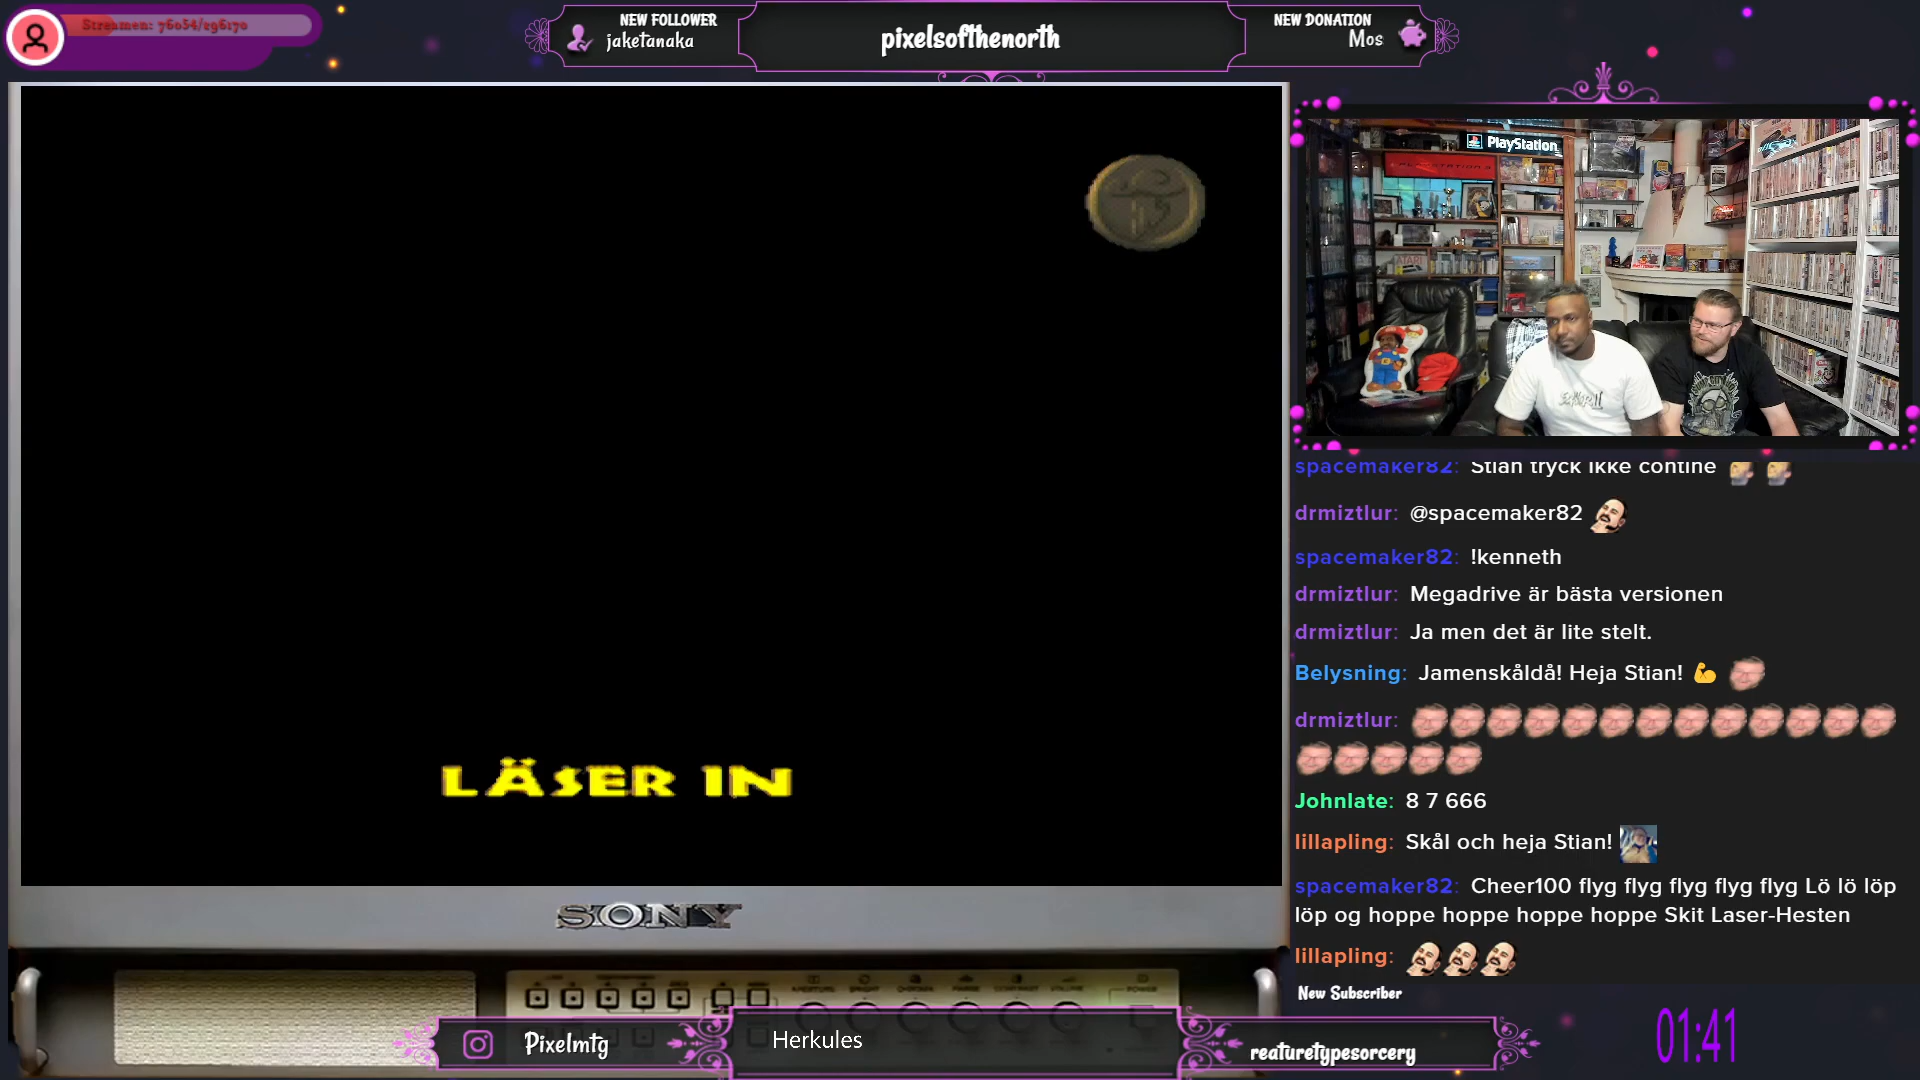 Streamen: 76054/296170
NEW FOLLOWER
jaketanaka
pixelsofthenorth
NEW DONATION
Mos
PlayStation
LÄSER IN
SONY
spacemaker82: Stian tryck ikke contine
drmiztlur: @spacemaker82
spacemaker82: !kenneth
drmiztlur: Megadrive är bästa versionen
drmiztlur: Ja men det är lite stelt.
Belysning: Jamenskåldå! Heja Stian!
drmiztlur:
Johnlate: 8 7 666
lillapling: Skål och heja Stian!
spacemaker82: Cheer100 flyg flyg flyg flyg flyg Lö lö löp
löp og hoppe hoppe hoppe hoppe Skit Laser-Hesten
lillapling:
New Subscriber
Pixelmtg
Herkules
reaturetypesorcery
01:41